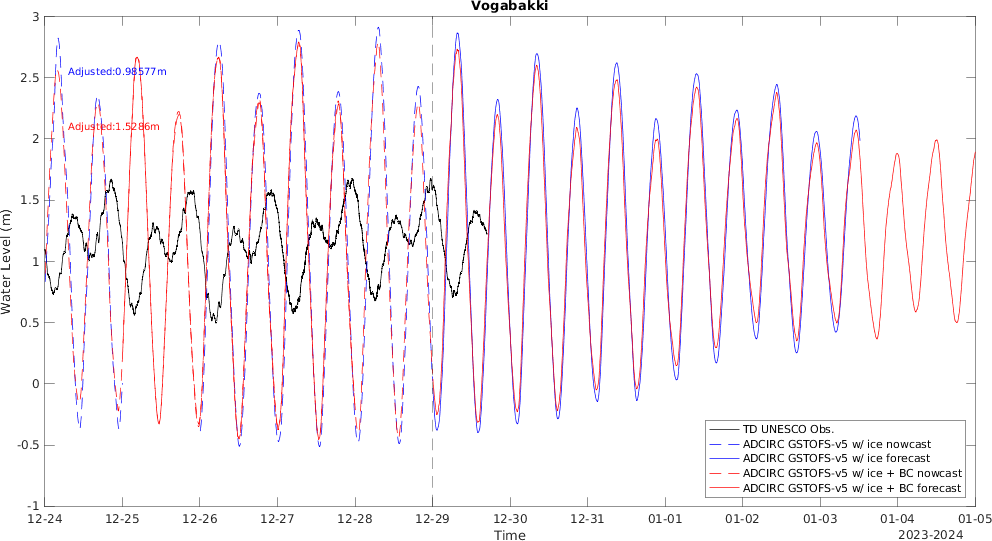 Vogabakki
3
2.5
2
1.5
1
0.5
0
-0.5
-1
Water Level (m)
Adjusted:0.98577m
Adjusted:1.5286m
TD UNESCO Obs.
ADCIRC GSTOFS-v5 w/ ice nowcast
ADCIRC GSTOFS-v5 w/ ice forecast
ADCIRC GSTOFS-v5 w/ ice + BC nowcast
ADCIRC GSTOFS-v5 w/ ice + BC forecast
12-24 12-25 12-26 12-27 12-28 12-29 12-30 12-31 01-01 01-02 01-03 01-04 01-05
Time
2023-2024